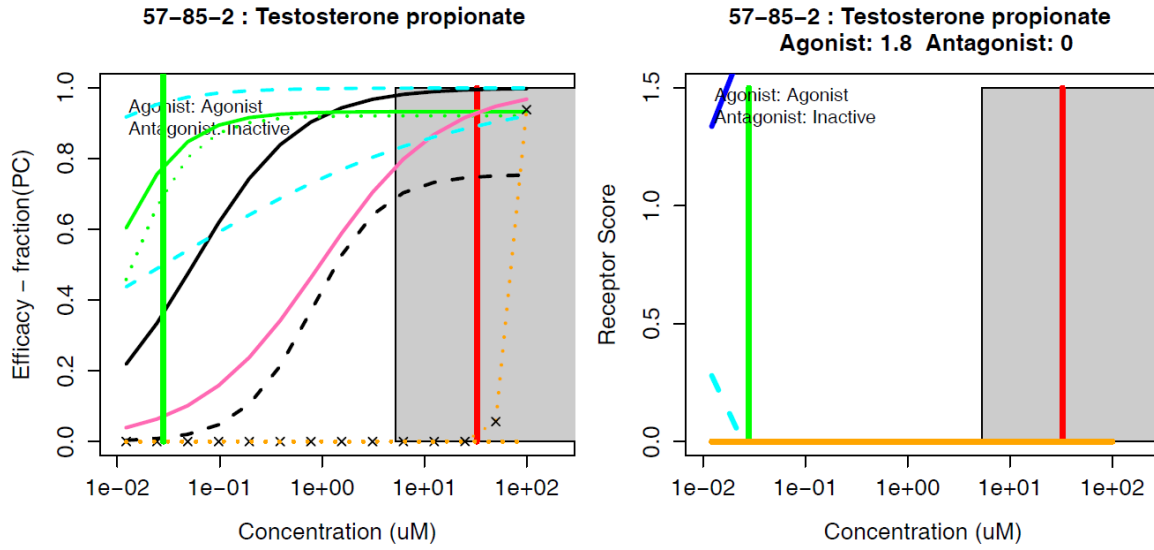 57−85−2 : Testosterone propionate
Agonist: Agonist
Antagonist: Inactive
Efficacy − fraction(PC)
0.0
0.2
0.4
0.6
0.8
1.0
1e−02
1e−01
1e+00
1e+01
1e+02
Concentration (uM)
57−85−2 : Testosterone propionate
Agonist: 1.8 Antagonist: 0
Agonist: Agonist
Antagonist: Inactive
Receptor Score
0.0
0.5
1.0
1.5
1e−02
1e−01
1e+00
1e+01
1e+02
Concentration (uM)